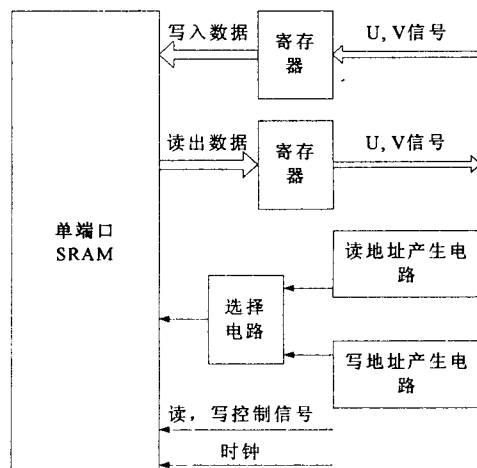 写入数据
寄存
器
U,V信号
读出数据
寄存
器
U,V信号
单端口
SRAM
读地址产生电
路
选择
电路
写地址产生电
路
读，写控制信号
时钟